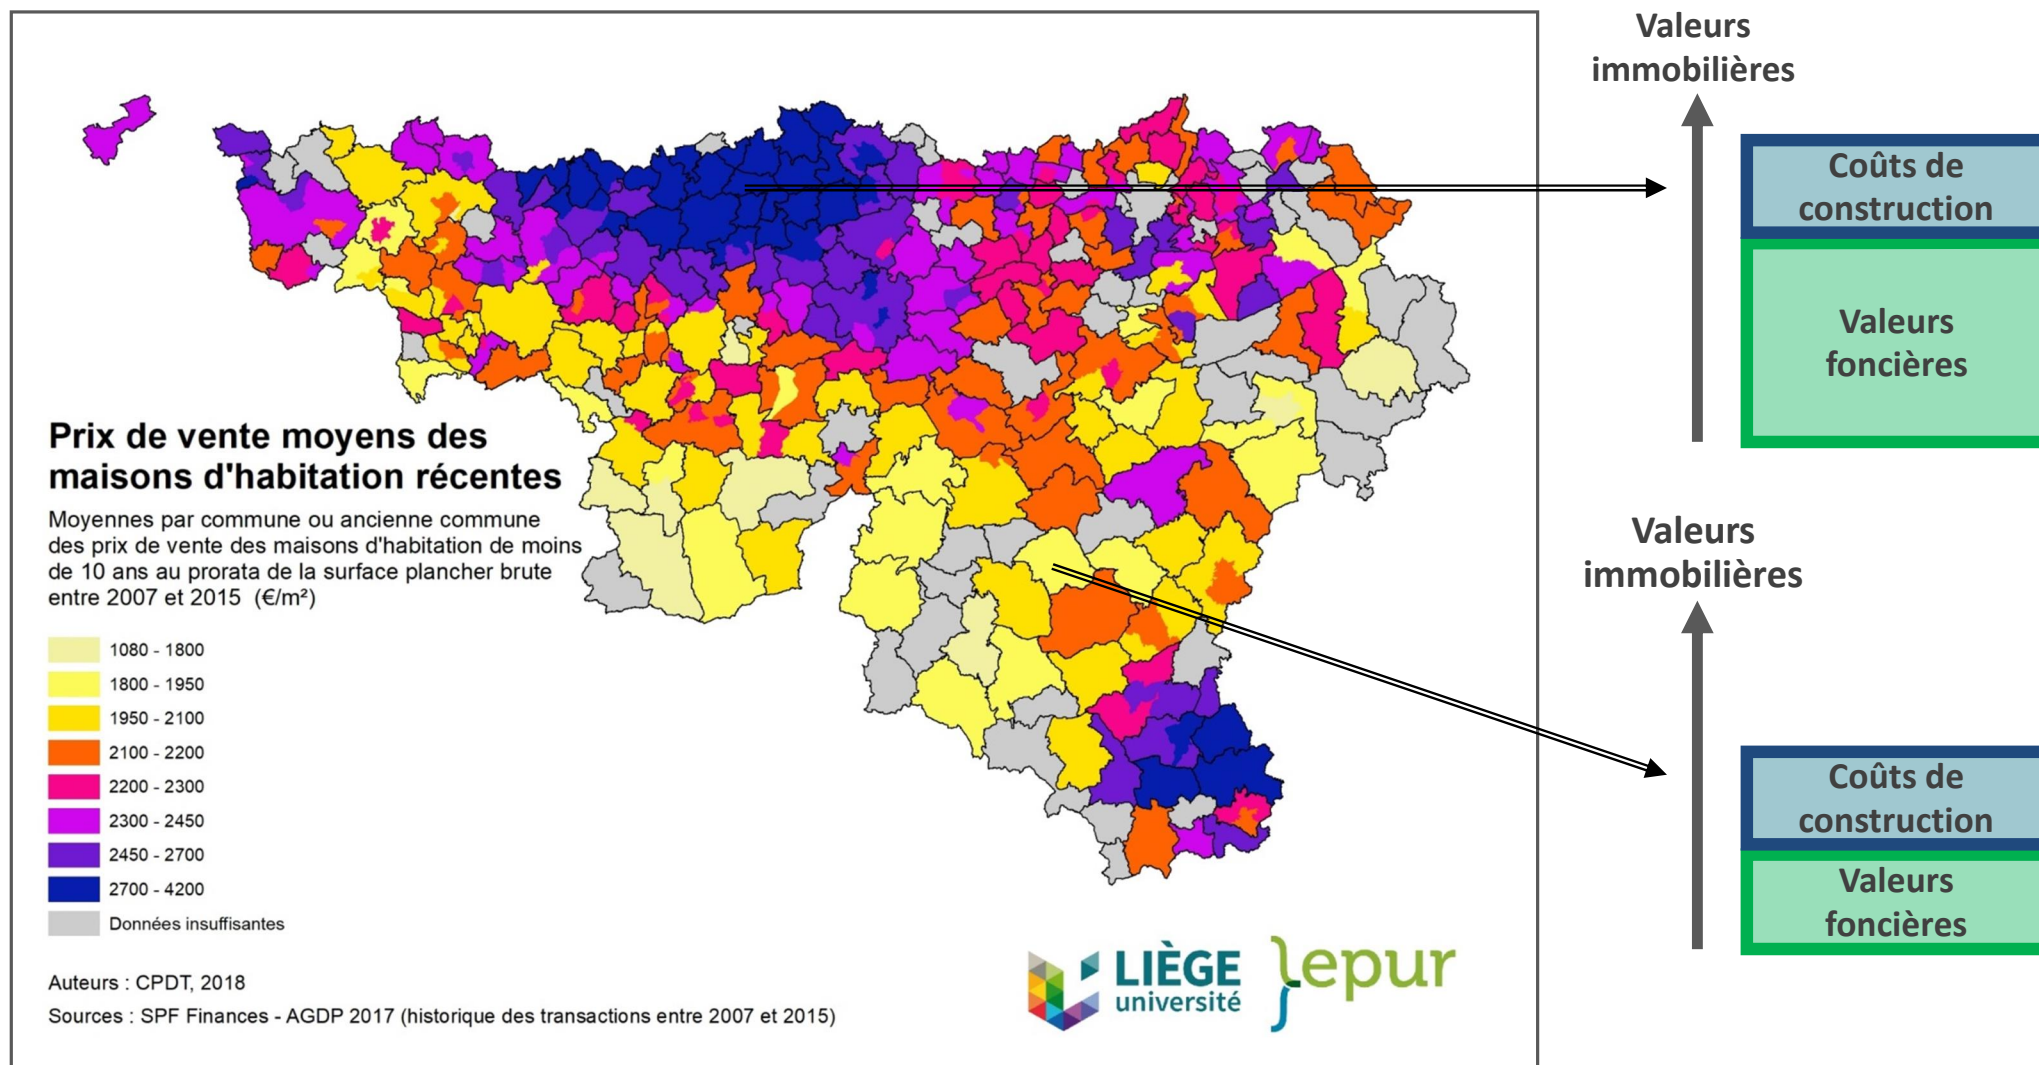 Prix de vente moyens des
maisons d'habitation récentes
Moyennes par commune ou ancienne commune
des prix de vente des maisons d'habitation de moins
de 10 ans au prorata de la surface plancher brute
entre 2007 et 2015 (€/m²)
1080 - 1800
1800 - 1950
1950 - 2100
2100 - 2200
2200 - 2300
2300 - 2450
2450 - 2700
2700 - 4200
Données insuffisantes
Auteurs : CPDT, 2018
Sources : SPF Finances - AGDP 2017 (historique des transactions entre 2007 et 2015)
LIÈGE
université
lepur
Valeurs
immobilières
Coûts de
construction
Valeurs
foncières
Valeurs
immobilières
Coûts de
construction
Valeurs
foncières